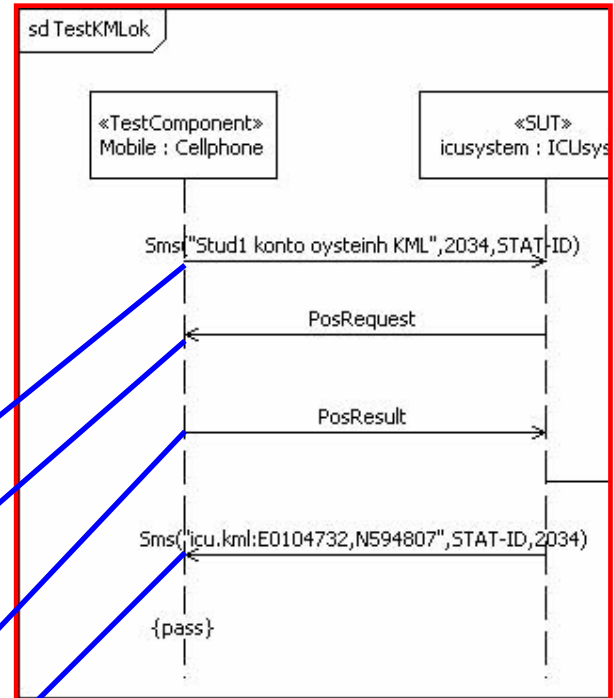 sd TestKMLok
«TestComponent»
Mobile : Cellphone
«SUT»
icusystem : ICUsys
Sms("Stud1 konto oysteinh KML",2034,STAT-ID)
PosRequest
PosResult
Sms("icu.kml:E0104732,N594807",STAT-ID,2034)
{pass}